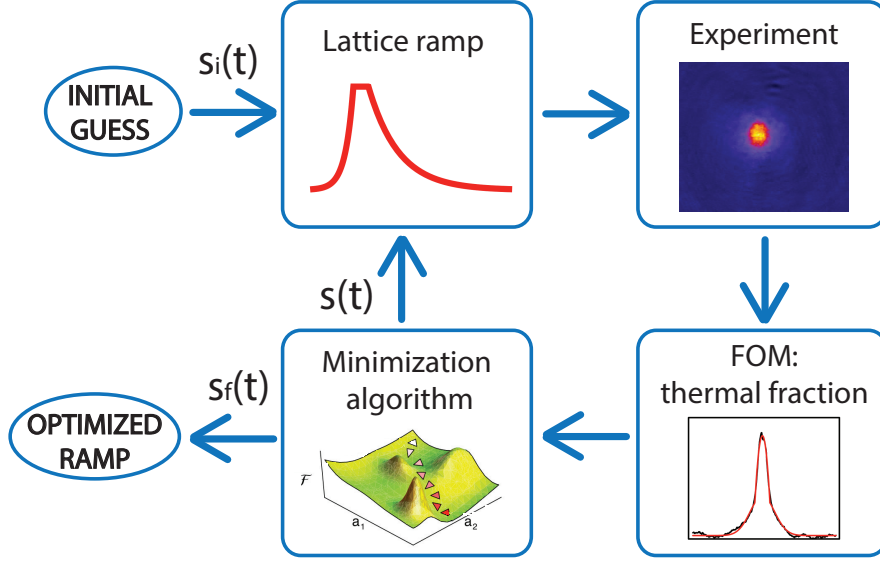 sᵢ(t)
INITIAL
GUESS
Lattice ramp
Experiment
s(t)
Minimization
algorithm
ℱ
a₁
a₂
FOM:
thermal fraction
s_f(t)
OPTIMIZED
RAMP